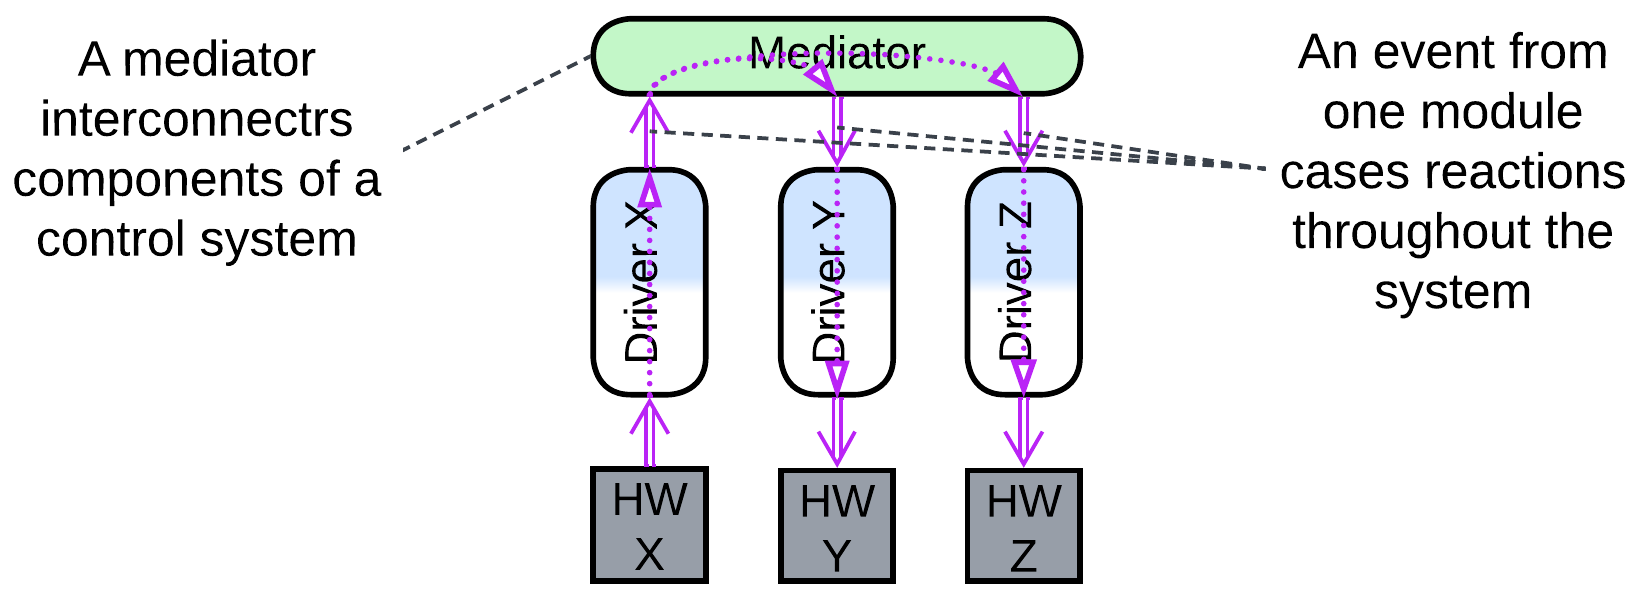 A mediator
interconnectrs
components of a
control system
Mediator
An event from
one module
cases reactions
throughout the
system
Driver X
Driver Y
Driver Z
HW
X
HW
Y
HW
Z